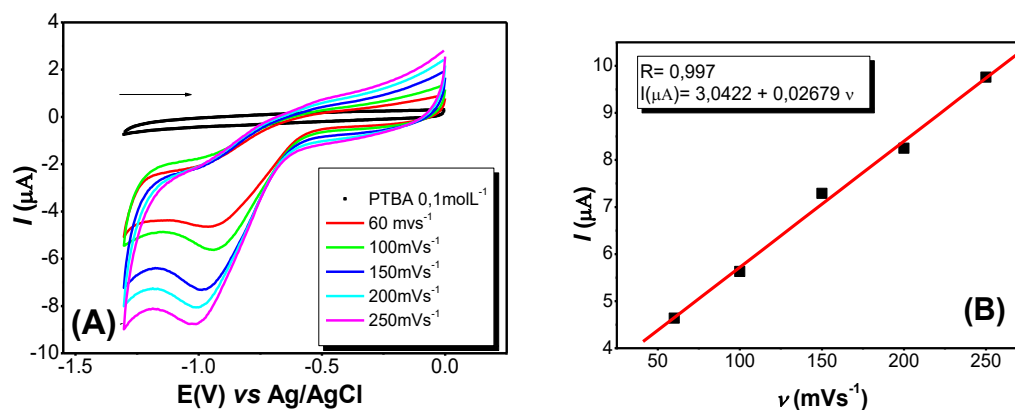 4
2
0
-2
-4
-6
-8
-10
I (μA)
(A)
PTBA 0,1molL⁻¹
60 mvs⁻¹
100mVs⁻¹
150mVs⁻¹
200mVs⁻¹
250mVs⁻¹
-1.5 -1.0 -0.5 0.0
E(V) vs Ag/AgCl
10
9
8
7
6
5
4
I (μA)
R= 0,997
I(μA)= 3,0422 + 0,02679 ν
(B)
50 100 150 200 250
ν (mVs⁻¹)